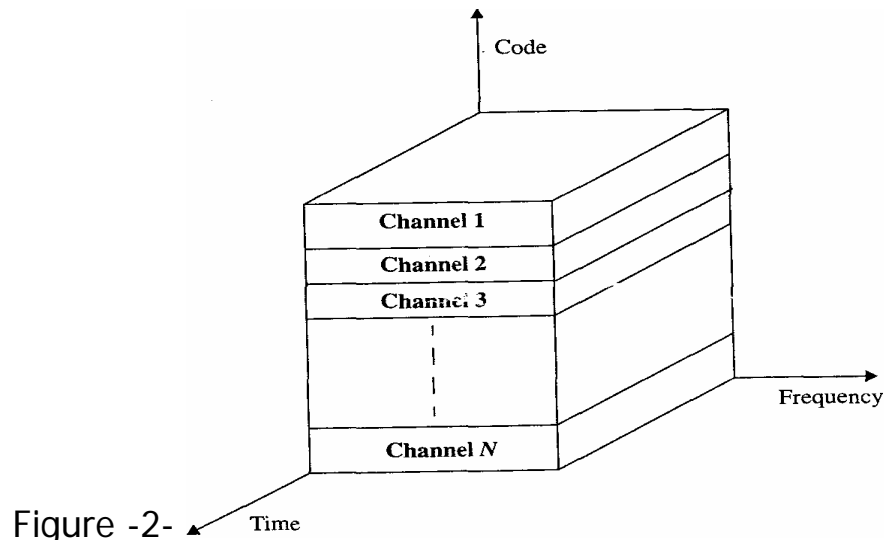 Code
Channel 1
Channel 2
Channel 3
Channel N
Frequency
Time
Figure -2-